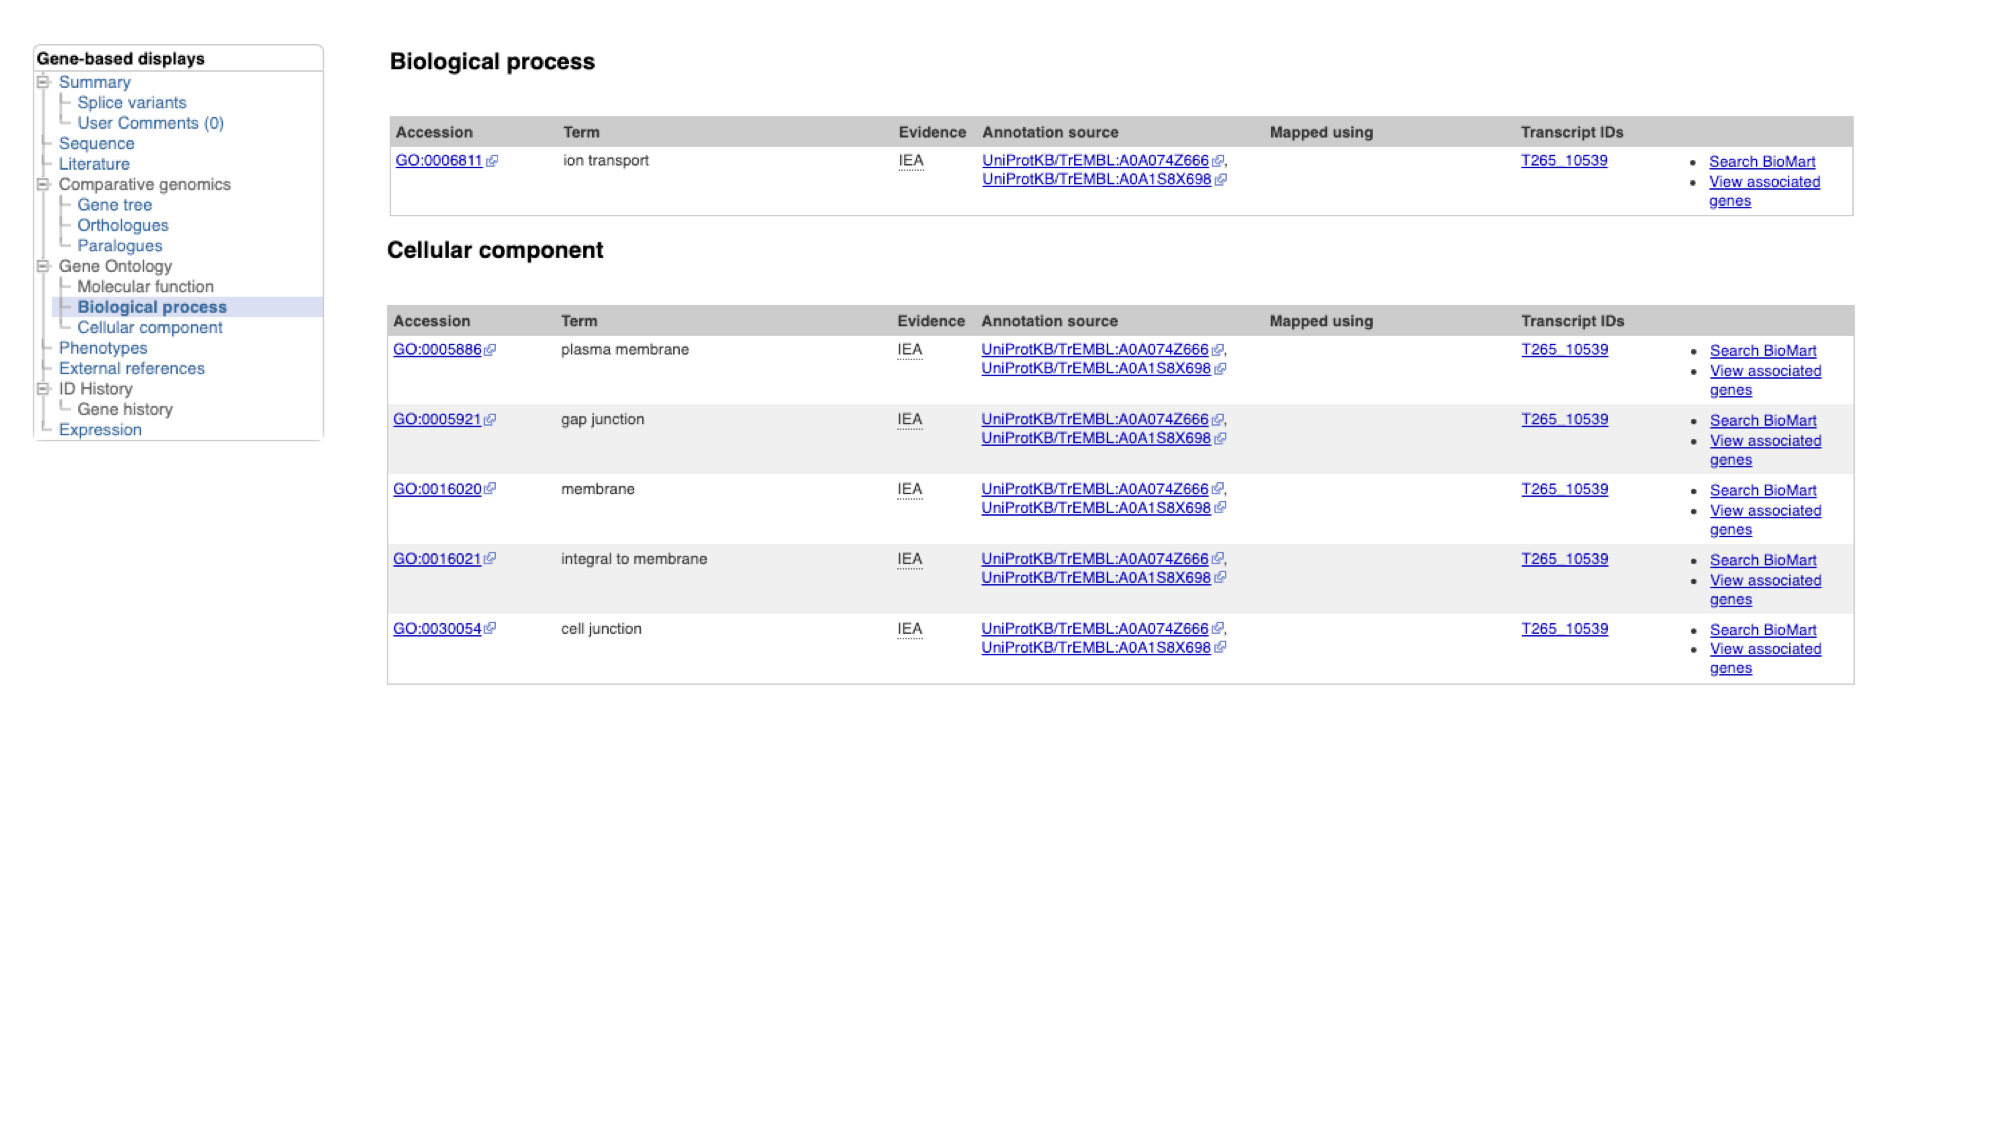 Gene-based displays
Summary
Splice variants
User Comments (0)
Sequence
Literature
Comparative genomics
Gene tree
Orthologues
Paralogues
Gene Ontology
Molecular function
Biological process
Cellular component
Phenotypes
External references
ID History
Gene history
Expression
Biological process
Accession Term Evidence Annotation source Mapped using Transcript IDs
GO:0006811 ion transport IEA UniProtKB/TrEMBL:A0A074Z666, T265_10539 • Search BioMart
UniProtKB/TrEMBL:A0A1S8X698 • View associated
genes
Cellular component
Accession Term Evidence Annotation source Mapped using Transcript IDs
GO:0005886 plasma membrane IEA UniProtKB/TrEMBL:A0A074Z666, T265_10539 • Search BioMart
UniProtKB/TrEMBL:A0A1S8X698 • View associated
genes
GO:0005921 gap junction IEA UniProtKB/TrEMBL:A0A074Z666, T265_10539 • Search BioMart
UniProtKB/TrEMBL:A0A1S8X698 • View associated
genes
GO:0016020 membrane IEA UniProtKB/TrEMBL:A0A074Z666, T265_10539 • Search BioMart
UniProtKB/TrEMBL:A0A1S8X698 • View associated
genes
GO:0016021 integral to membrane IEA UniProtKB/TrEMBL:A0A074Z666, T265_10539 • Search BioMart
UniProtKB/TrEMBL:A0A1S8X698 • View associated
genes
GO:0030054 cell junction IEA UniProtKB/TrEMBL:A0A074Z666, T265_10539 • Search BioMart
UniProtKB/TrEMBL:A0A1S8X698 • View associated
genes